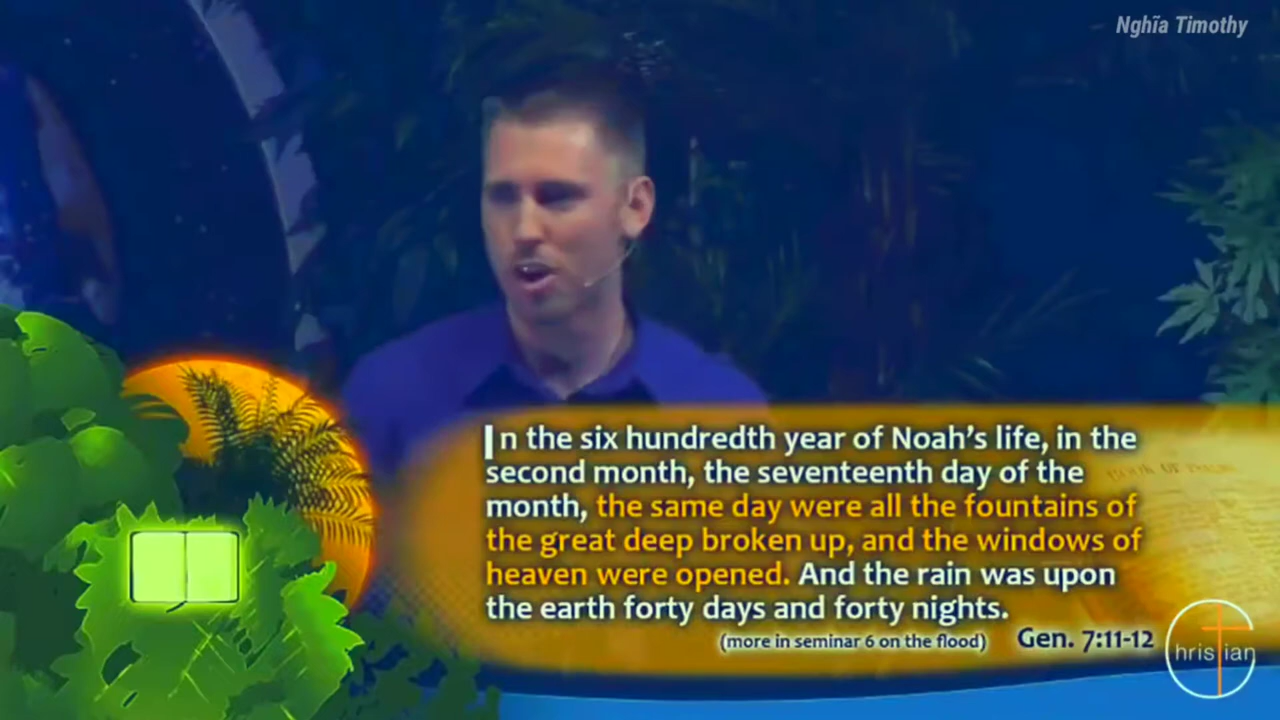 Nghĩa Timothy
In the six hundredth year of Noah's life, in the
second month, the seventeenth day of the
month, the same day were all the fountains of
the great deep broken up, and the windows of
heaven were opened. And the rain was upon
the earth forty days and forty nights.
(more in seminar 6 on the flood) Gen. 7:11-12
Christian